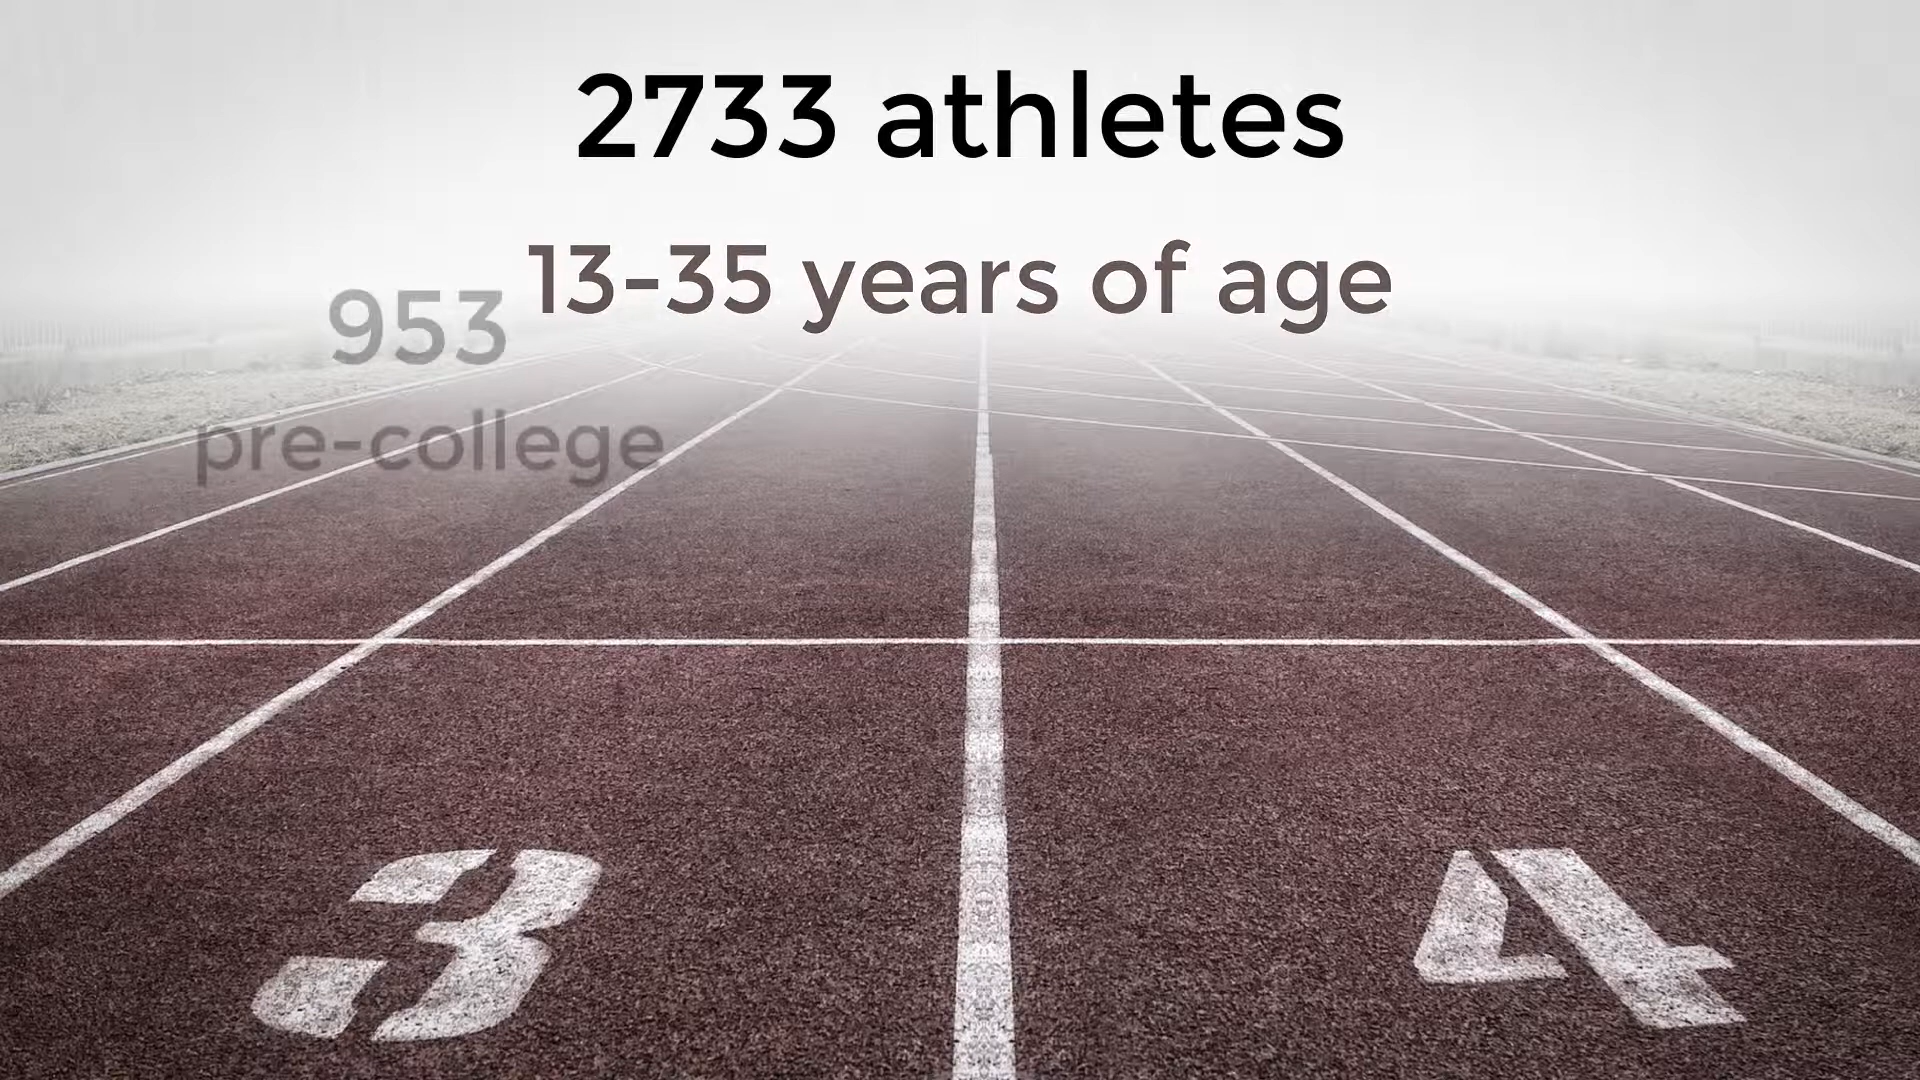 2733 athletes
13-35 years of age
953
pre-college
3
4